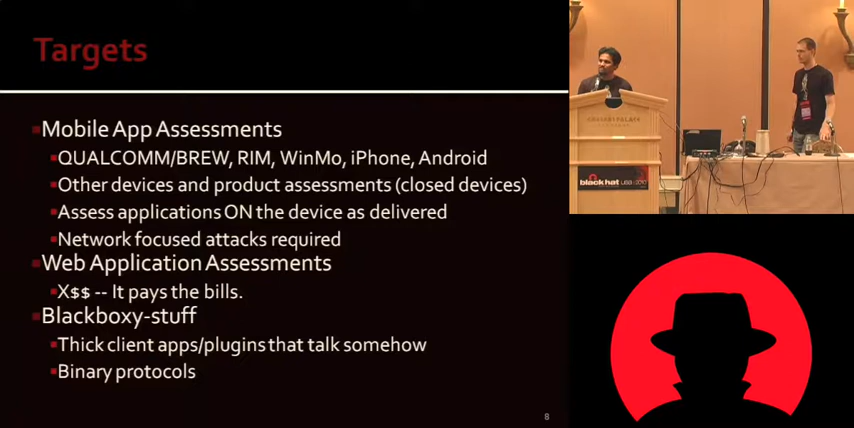 Targets
Mobile App Assessments
QUALCOMM/BREW, RIM, WinMo, iPhone, Android
Other devices and product assessments (closed devices)
Assess applications ON the device as delivered
Network focused attacks required
Web Application Assessments
X$$ -- It pays the bills.
Blackboxy-stuff
Thick client apps/plugins that talk somehow
Binary protocols
8
black hat USA + 2010